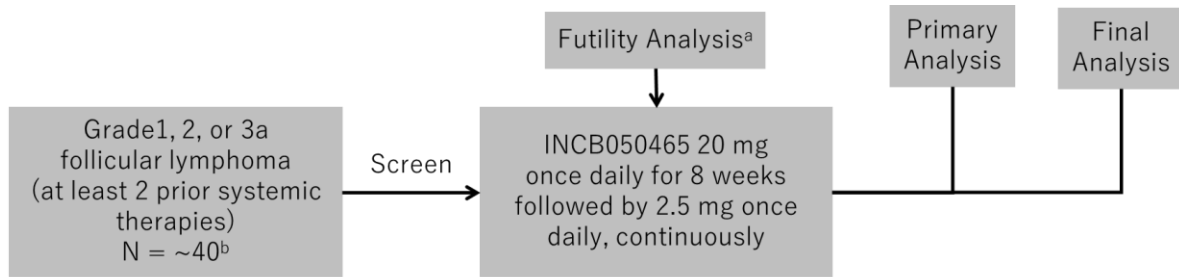 Futility Analysisᵃ
Primary
Analysis
Final
Analysis
Grade1, 2, or 3a
follicular lymphoma
(at least 2 prior systemic
therapies)
N = ~40ᵇ
Screen
INCB050465 20 mg
once daily for 8 weeks
followed by 2.5 mg once
daily, continuously